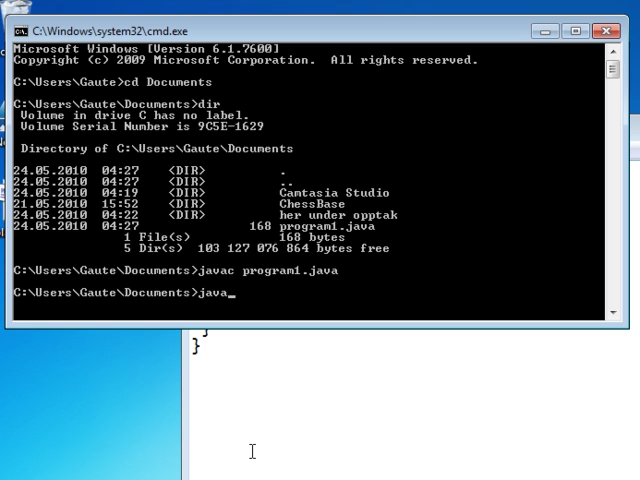 C:\Windows\system32\cmd.exe
Microsoft Windows [Version 6.1.7600]
Copyright (c) 2009 Microsoft Corporation.  All rights reserved.
C:\Users\Gaute>cd Documents
C:\Users\Gaute\Documents>dir
Volume in drive C has no label.
Volume Serial Number is 9C5E-1629
Directory of C:\Users\Gaute\Documents
24.05.2010  04:27    <DIR>          .
24.05.2010  04:27    <DIR>          ..
24.05.2010  04:19    <DIR>          Camtasia Studio
21.05.2010  15:52    <DIR>          ChessBase
24.05.2010  04:22    <DIR>          her under opptak
24.05.2010  04:27               168 program1.java
1 File(s)            168 bytes
5 Dir(s)  103 127 076 864 bytes free
C:\Users\Gaute\Documents>javac program1.java
C:\Users\Gaute\Documents>java_
}
}